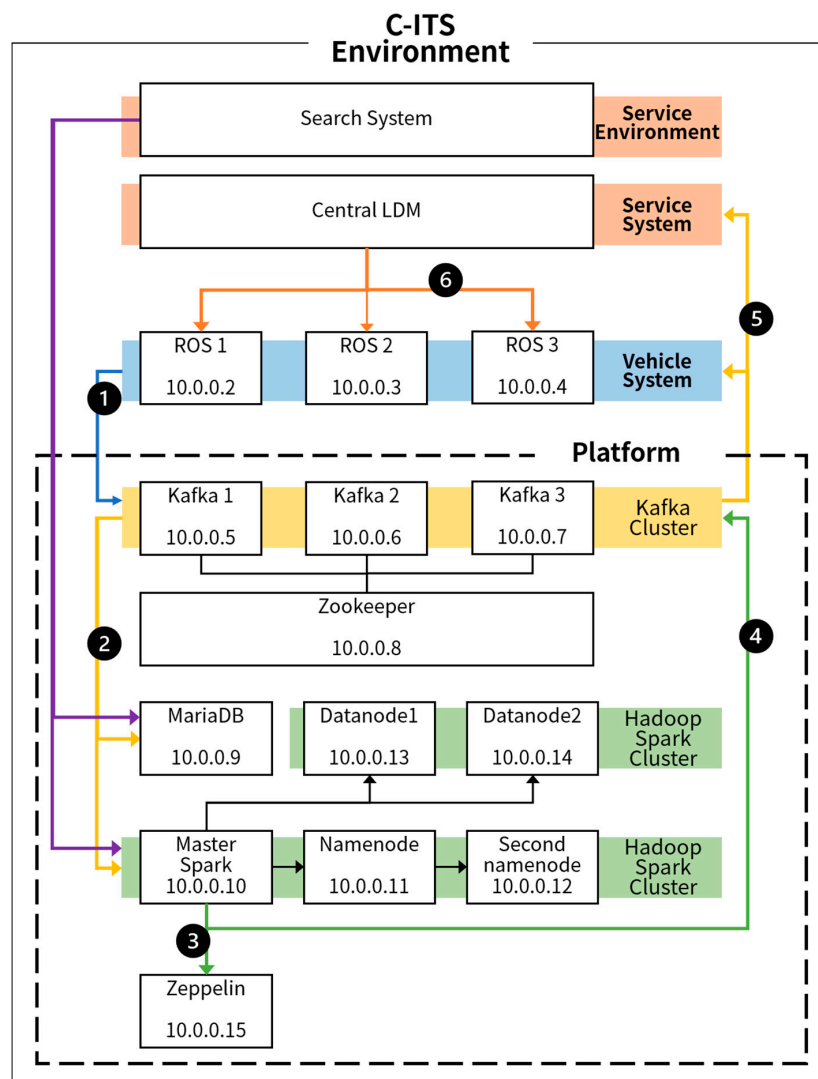 C-ITS
Environment
Search System
Service
Environment
Central LDM
Service
System
6
5
ROS 1
10.0.0.2
ROS 2
10.0.0.3
ROS 3
10.0.0.4
Vehicle
System
1
Platform
Kafka 1
10.0.0.5
Kafka 2
10.0.0.6
Kafka 3
10.0.0.7
Kafka
Cluster
Zookeeper
10.0.0.8
2
4
MariaDB
10.0.0.9
Datanode1
10.0.0.13
Datanode2
10.0.0.14
Hadoop
Spark
Cluster
Master
Spark
10.0.0.10
Namenode
10.0.0.11
Second
namenode
10.0.0.12
Hadoop
Spark
Cluster
3
Zeppelin
10.0.0.15